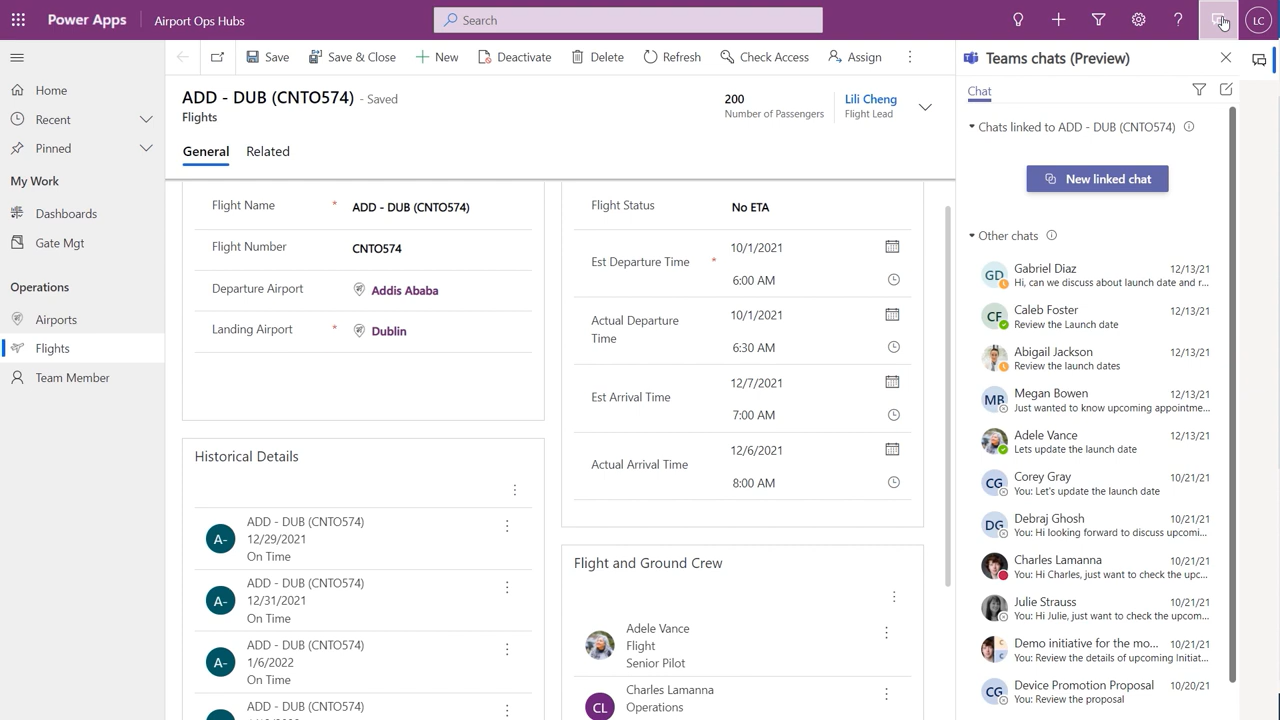 Power Apps
Airport Ops Hubs
Search
?
LC
Home
Recent
Pinned
My Work
Dashboards
Gate Mgt
Operations
Airports
Flights
Team Member
Save
Save & Close
New
Deactivate
Delete
Refresh
Check Access
Assign
ADD - DUB (CNTO574) - Saved
Flights
200
Number of Passengers
Lili Cheng
Flight Lead
General
Related
Flight Name * ADD - DUB (CNTO574)
Flight Number CNTO574
Departure Airport Addis Ababa
Landing Airport * Dublin
Historical Details
A- ADD - DUB (CNTO574)
12/29/2021
On Time
A- ADD - DUB (CNTO574)
12/31/2021
On Time
A- ADD - DUB (CNTO574)
1/6/2022
On Time
ADD - DUB (CNTO574)
Flight Status No ETA
Est Departure Time * 10/1/2021
6:00 AM
Actual Departure
Time
10/1/2021
6:30 AM
Est Arrival Time 12/7/2021
7:00 AM
Actual Arrival Time 12/6/2021
8:00 AM
Flight and Ground Crew
Adele Vance
Flight
Senior Pilot
CL Charles Lamanna
Operations
Teams chats (Preview)
Chat
Chats linked to ADD - DUB (CNTO574)
New linked chat
Other chats
GD Gabriel Diaz 12/13/21
Hi, can we discuss about launch date and r...
CF Caleb Foster 12/13/21
Review the Launch date
Abigail Jackson 12/13/21
Review the launch dates
MB Megan Bowen 12/13/21
Just wanted to know upcoming appointme...
Adele Vance 12/13/21
Lets update the launch date
CG Corey Gray 10/21/21
You: Let's update the launch date
DG Debraj Ghosh 10/21/21
You: Hi looking forward to discuss upcomi...
Charles Lamanna 10/21/21
You: Hi Charles, just want to check the upc...
Julie Strauss 10/21/21
You: Hi Julie, just want to check the upcom...
Demo initiative for the mo... 10/21/21
You: Review the details of upcoming Initiat...
CG Device Promotion Proposal 10/20/21
You: Review the proposal